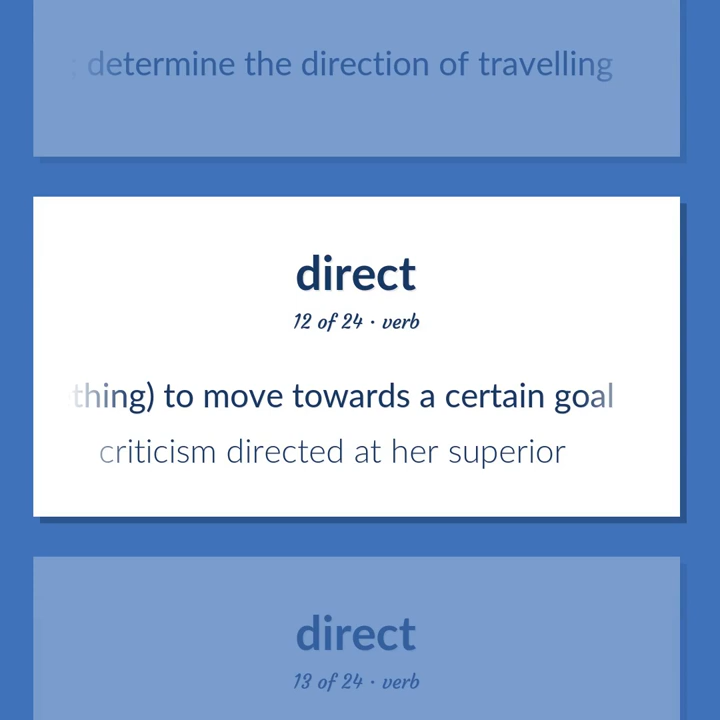 ; determine the direction of travelling
direct
12 of 24 · verb
thing) to move towards a certain goal
criticism directed at her superior
direct
13 of 24 · verb